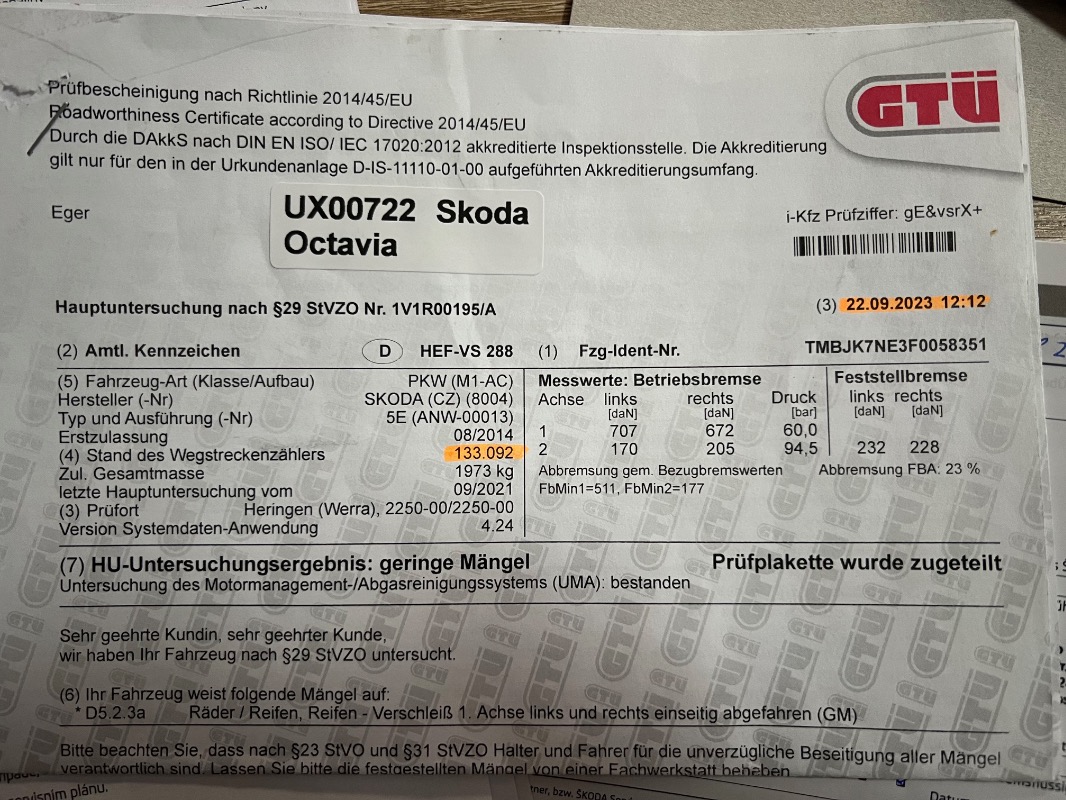 Prüfbescheinigung nach Richtlinie 2014/45/EU
Roadworthiness Certificate according to Directive 2014/45/EU
Durch die DAkkS nach DIN EN ISO/ IEC 17020:2012 akkreditierte Inspektionsstelle. Die Akkreditierung
gilt nur für den in der Urkundenanlage D-IS-11110-01-00 aufgeführten Akkreditierungsumfang.
GTÜ
Eger
UX00722 Skoda
Octavia
i-Kfz Prüfziffer: gE&vsrX+
Hauptuntersuchung nach §29 StVZO Nr. 1V1R00195/A (3) 22.09.2023 12:12
(2) Amtl. Kennzeichen D HEF-VS 288 (1) Fzg-Ident-Nr. TMBJK7NE3F0058351
(5) Fahrzeug-Art (Klasse/Aufbau) PKW (M1-AC)
Hersteller (-Nr) SKODA (CZ) (8004)
Typ und Ausführung (-Nr) 5E (ANW-00013)
Erstzulassung 08/2014
(4) Stand des Wegstreckenzählers 133.092
Zul. Gesamtmasse 1973 kg
letzte Hauptuntersuchung vom 09/2021
(3) Prüfort Heringen (Werra), 2250-00/2250-00
Version Systemdaten-Anwendung 4.24
Messwerte: Betriebsbremse Feststellbremse
Achse links rechts Druck links rechts
[daN] [daN] [bar] [daN] [daN]
1 707 672 60,0
2 170 205 94,5 232 228
Abbremsung gem. Bezugbremswerten Abbremsung FBA: 23 %
FbMin1=511, FbMin2=177
(7) HU-Untersuchungsergebnis: geringe Mängel Prüfplakette wurde zugeteilt
Untersuchung des Motormanagement-/Abgasreinigungssystems (UMA): bestanden
Sehr geehrte Kundin, sehr geehrter Kunde,
wir haben Ihr Fahrzeug nach §29 StVZO untersucht.
(6) Ihr Fahrzeug weist folgende Mängel auf:
* D5.2.3a Räder / Reifen, Reifen - Verschleiß 1. Achse links und rechts einseitig abgefahren (GM)
Bitte beachten Sie, dass nach §23 StVO und §31 StVZO Halter und Fahrer für die unverzügliche Beseitigung aller Mängel
verantwortlich sind. Lassen Sie bitte die festgestellten Mängel von einer Fachwerkstatt beheben